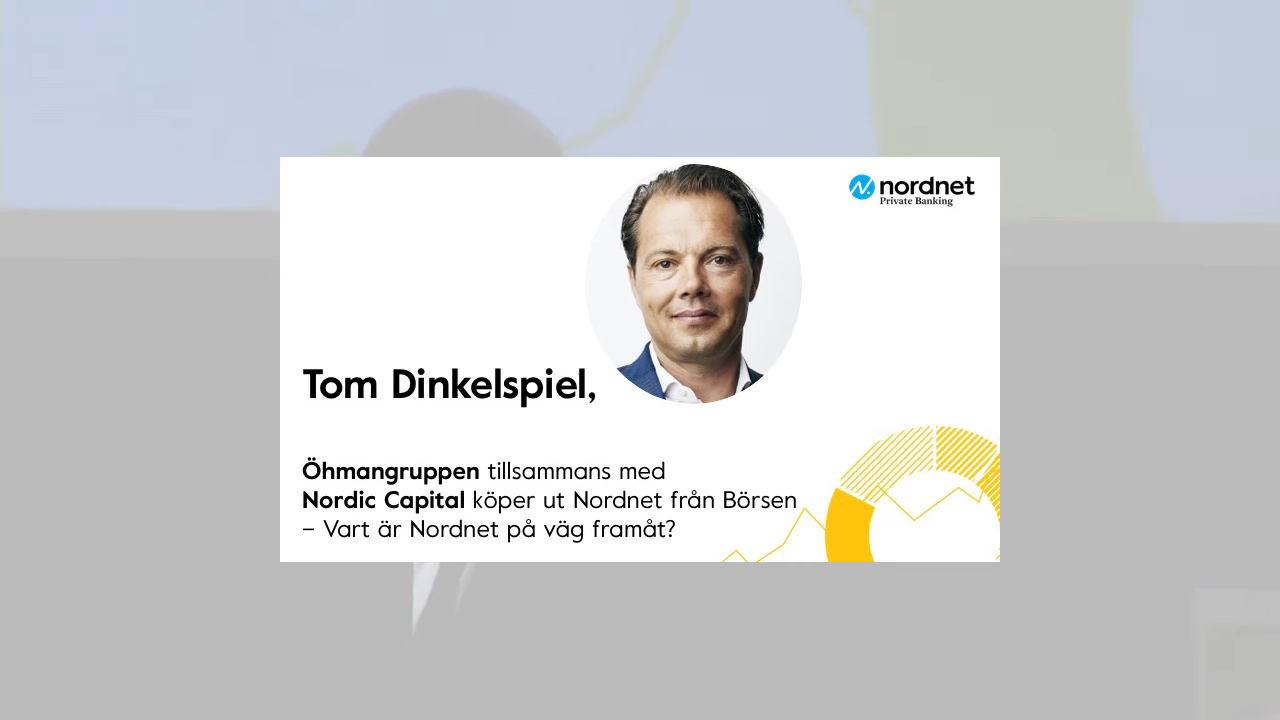 nordnet
Private Banking
Tom Dinkelspiel,
Öhmangruppen tillsammans med
Nordic Capital köper ut Nordnet från Börsen
– Vart är Nordnet på väg framåt?